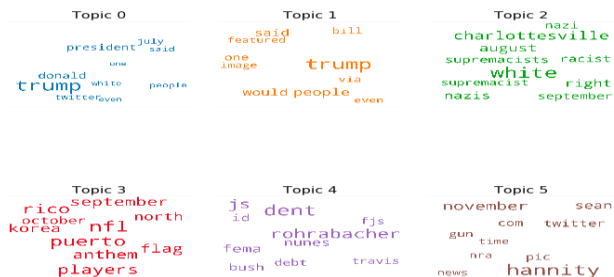 Topic 0
july
president said
one
donald
trump white people
twitter even
Topic 1
said bill
featured
one
image trump
via
would people
even
Topic 2
nazi
charlottesville
august
supremacists racist
white
supremacist right
nazis september
Topic 3
september
rico
october north
korea nfl
puerto
anthem flag
players
Topic 4
js dent
id fjs
rohrabacher
fema nunes
debt travis
bush
Topic 5
november sean
com twitter
gun
time
nra pic
news hannity